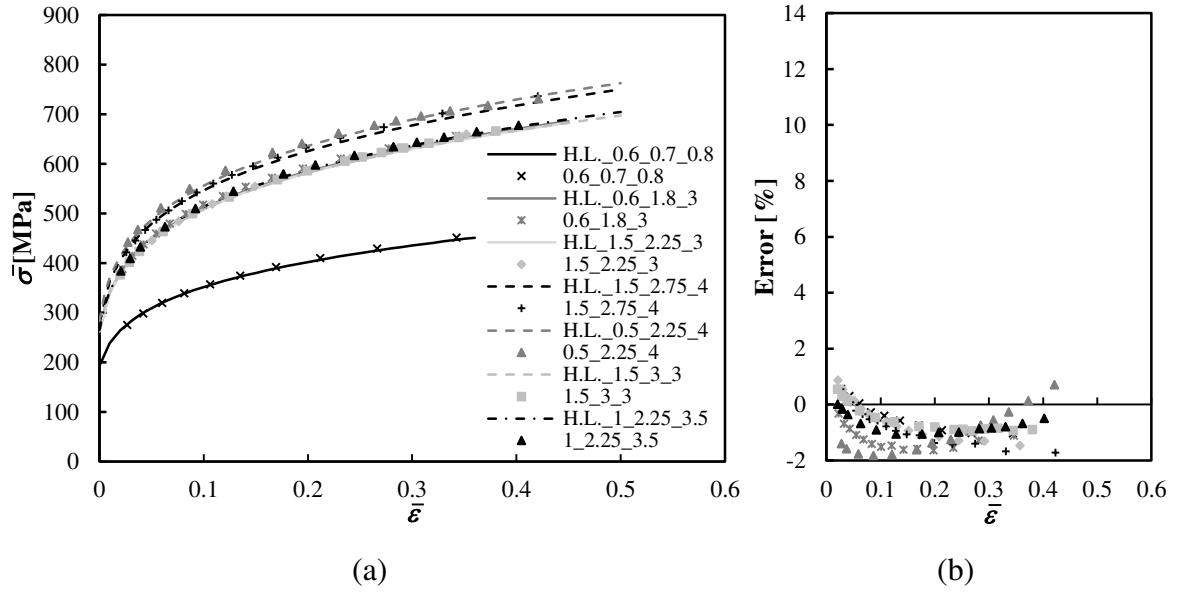 900
800
700
600
500
400
300
200
100
0
σ̄ [MPa]
0 0.1 0.2 0.3 0.4 0.5 0.6
ε̄
H.L._0.6_0.7_0.8
0.6_0.7_0.8
H.L._0.6_1.8_3
0.6_1.8_3
H.L_1.5_2.25_3
1.5_2.25_3
H.L._1.5_2.75_4
1.5_2.75_4
H.L._0.5_2.25_4
0.5_2.25_4
H.L._1.5_3_3
1.5_3_3
H.L._1_2.25_3.5
1_2.25_3.5
(a)
14
12
10
8
6
4
2
0
-2
Error [%]
0 0.1 0.2 0.3 0.4 0.5 0.6
ε̄
(b)